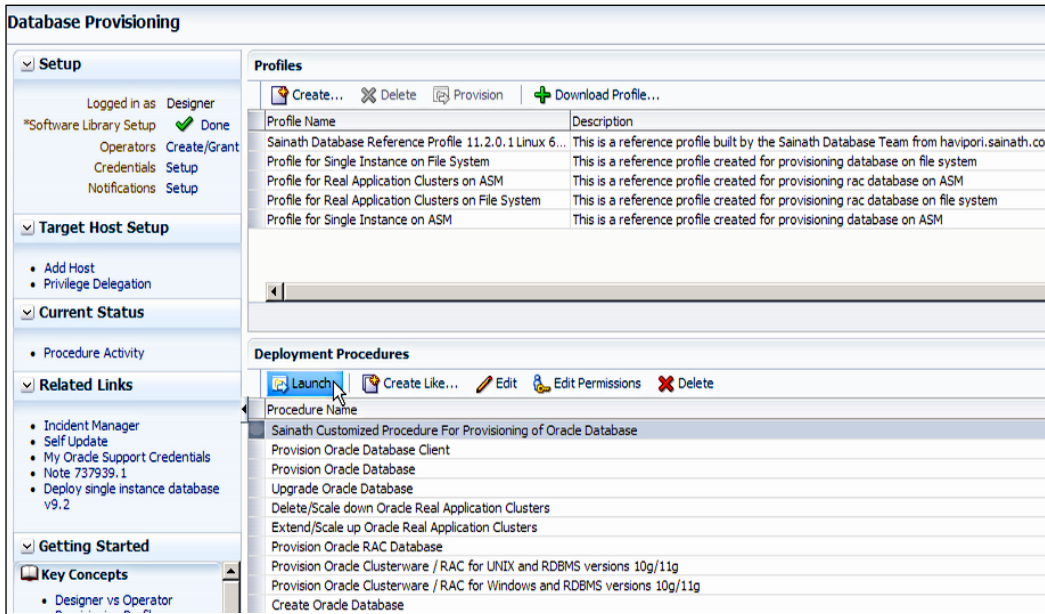 Database Provisioning
Setup
Logged in as Designer
*Software Library Setup Done
Operators Create/Grant
Credentials Setup
Notifications Setup
Target Host Setup
Add Host
Privilege Delegation
Current Status
Procedure Activity
Related Links
Incident Manager
Self Update
My Oracle Support Credentials
Note 737939.1
Deploy single instance database
v9.2
Getting Started
Key Concepts
Designer vs Operator
Profiles
Create... Delete Provision Download Profile...
Profile Name Description
Sainath Database Reference Profile 11.2.0.1 Linux 6... This is a reference profile built by the Sainath Database Team from havipori.sainath.co
Profile for Single Instance on File System This is a reference profile created for provisioning database on file system
Profile for Real Application Clusters on ASM This is a reference profile created for provisioning rac database on ASM
Profile for Real Application Clusters on File System This is a reference profile created for provisioning rac database on file system
Profile for Single Instance on ASM This is a reference profile created for provisioning database on ASM
Deployment Procedures
Launch Create Like... Edit Edit Permissions Delete
Procedure Name
Sainath Customized Procedure For Provisioning of Oracle Database
Provision Oracle Database Client
Provision Oracle Database
Upgrade Oracle Database
Delete/Scale down Oracle Real Application Clusters
Extend/Scale up Oracle Real Application Clusters
Provision Oracle RAC Database
Provision Oracle Clusterware / RAC for UNIX and RDBMS versions 10g/11g
Provision Oracle Clusterware / RAC for Windows and RDBMS versions 10g/11g
Create Oracle Database